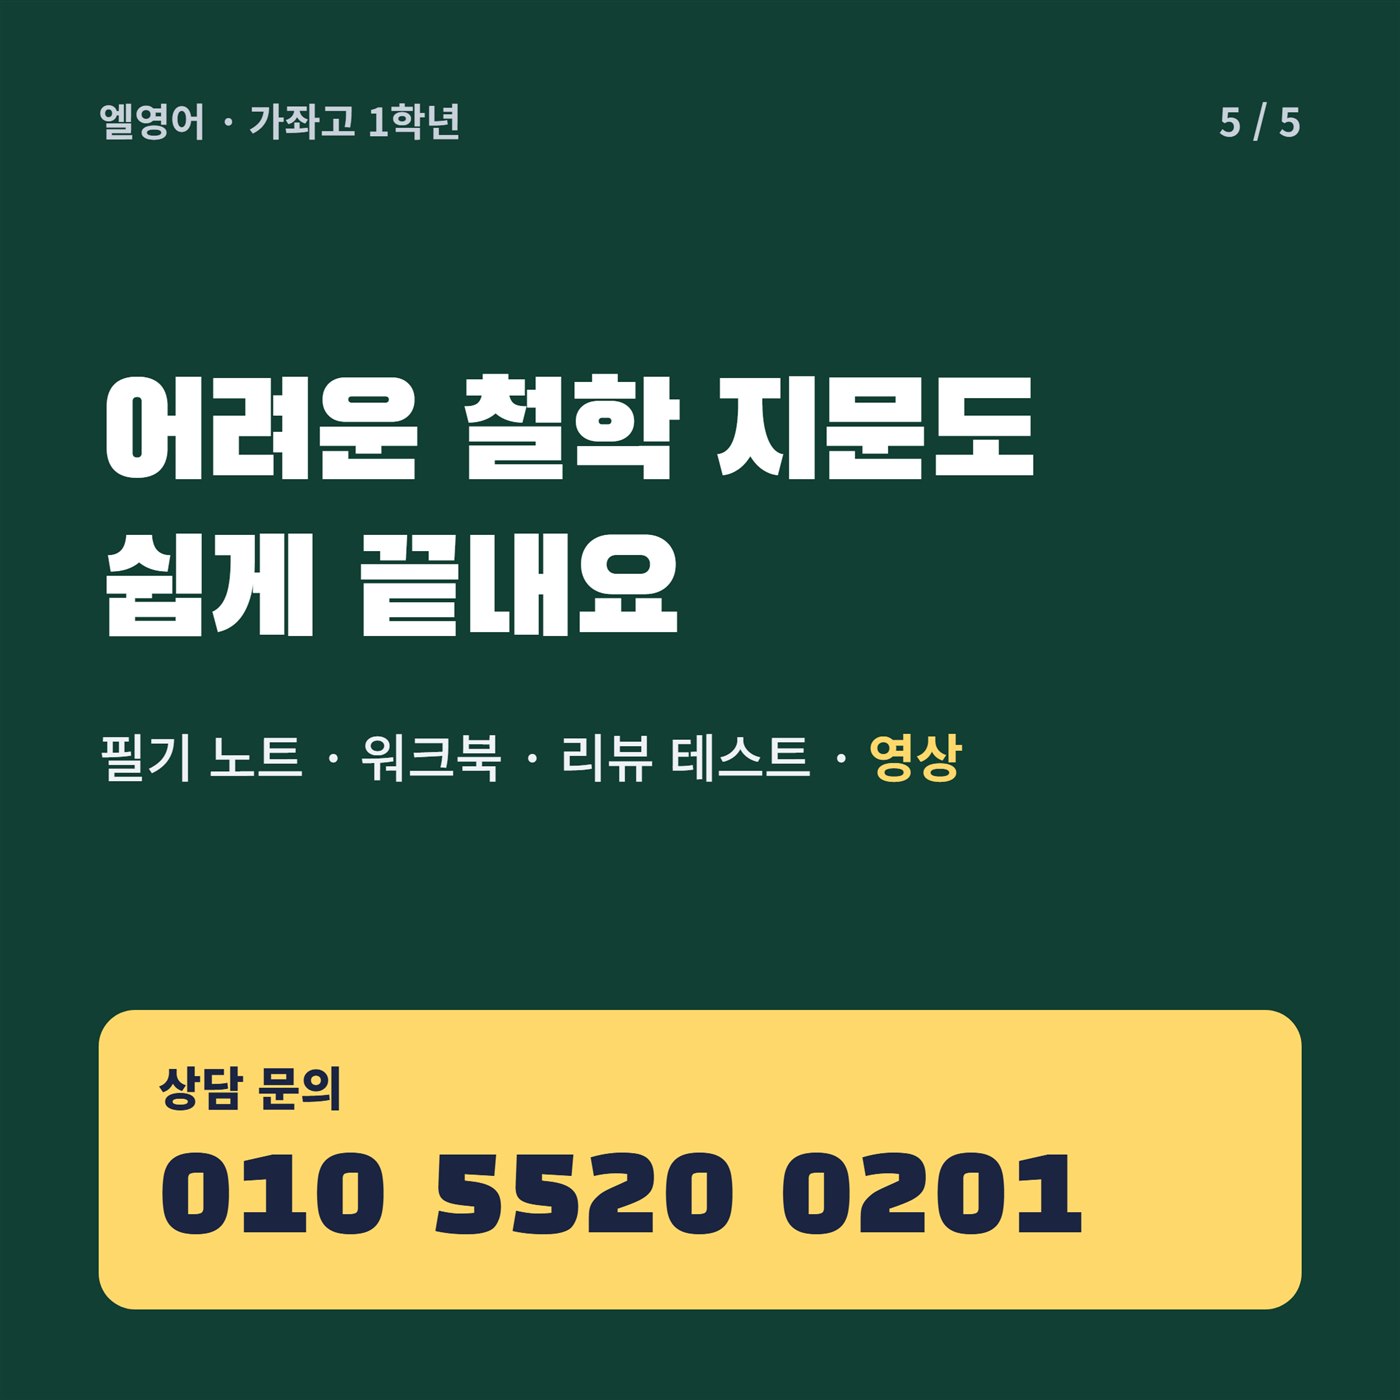 엘영어 · 가좌고 1학년
5 / 5
어려운 철학 지문도
쉽게 끝내요
필기 노트 · 워크북 · 리뷰 테스트 · 영상
상담 문의
010 5520 0201